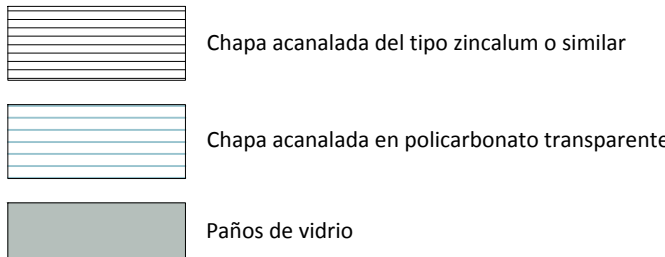 Chapa acanalada del tipo zincalum o similar
Chapa acanalada en policarbonato transparente
Paños de vidrio